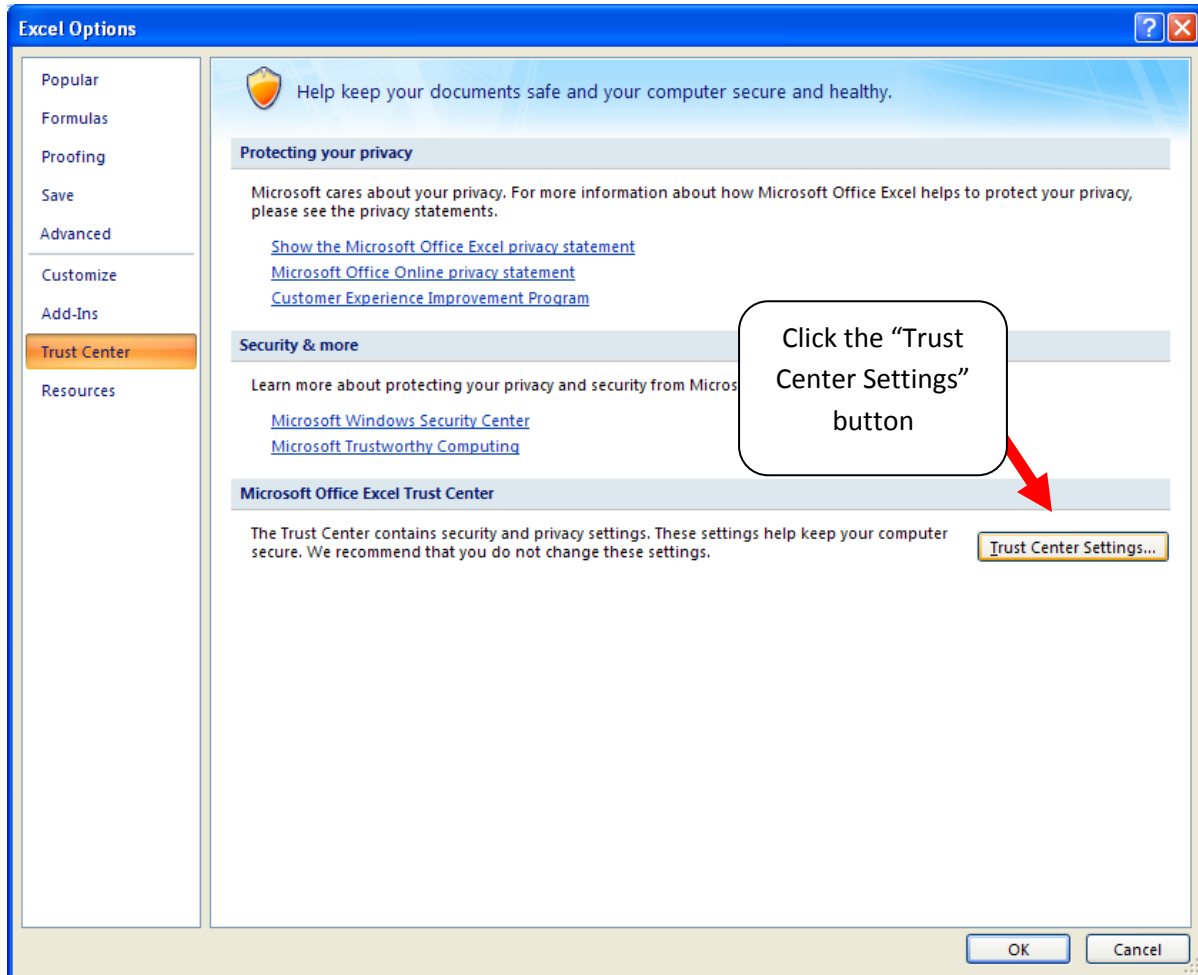 Excel Options
?
Popular
Formulas
Proofing
Save
Advanced
Customize
Add-Ins
Trust Center
Resources
Help keep your documents safe and your computer secure and healthy.
Protecting your privacy
Microsoft cares about your privacy. For more information about how Microsoft Office Excel helps to protect your privacy,
please see the privacy statements.
Show the Microsoft Office Excel privacy statement
Microsoft Office Online privacy statement
Customer Experience Improvement Program
Security & more
Learn more about protecting your privacy and security from
Microsoft Windows Security Center
Microsoft Trustworthy Computing
Click the “Trust
Center Settings”
button
Microsoft Office Excel Trust Center
The Trust Center contains security and privacy settings. These settings help keep your computer
secure. We recommend that you do not change these settings.
Trust Center Settings...
OK
Cancel